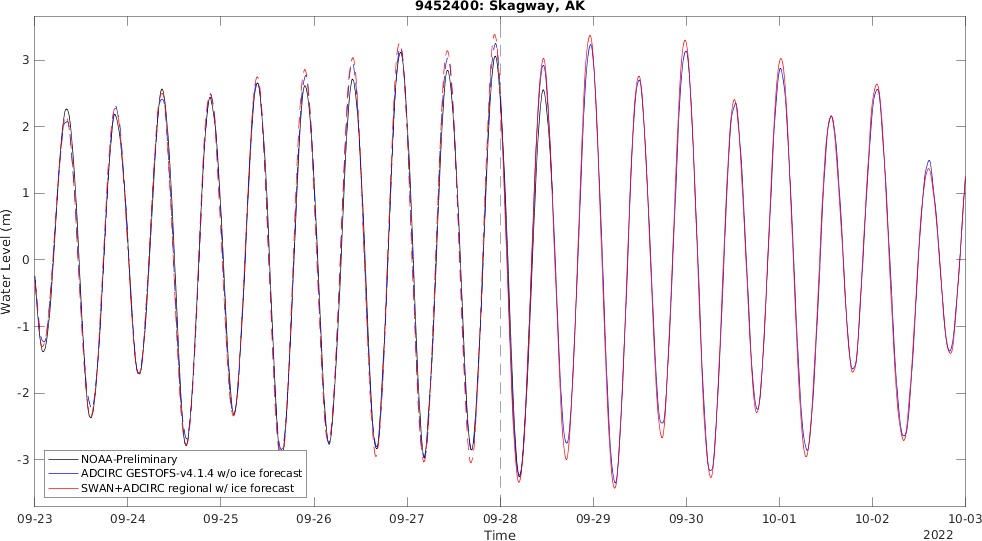 9452400: Skagway, AK
Water Level (m)
3
2
1
0
-1
-2
-3
NOAA-Preliminary
ADCIRC GESTOFS-v4.1.4 w/o ice forecast
SWAN+ADCIRC regional w/ ice forecast
09-23 09-24 09-25 09-26 09-27 09-28 09-29 09-30 10-01 10-02 10-03
Time
2022